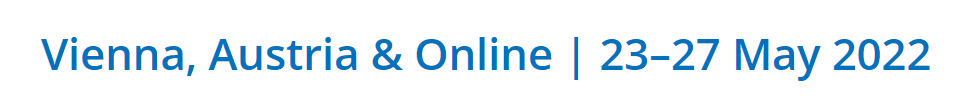 Vienna, Austria & Online | 23–27 May 2022